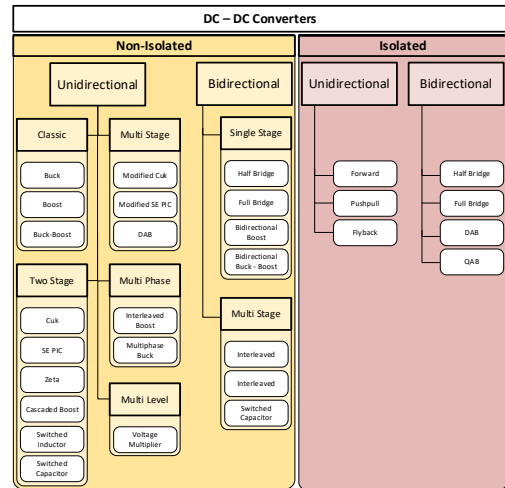 DC – DC Converters
Non-Isolated
Isolated
Unidirectional
Bidirectional
Unidirectional
Bidirectional
Classic
Buck
Boost
Buck-Boost
Multi Stage
Modified Cuk
Modified SE PIC
DAB
Single Stage
Half Bridge
Full Bridge
Bidirectional
Boost
Bidirectional
Buck - Boost
Forward
Pushpull
Flyback
Half Bridge
Full Bridge
DAB
QAB
Two Stage
Cuk
SE PIC
Zeta
Cascaded Boost
Switched
Inductor
Switched
Capacitor
Multi Phase
Interleaved
Boost
Multiphase
Buck
Multi Level
Voltage
Multiplier
Multi Stage
Interleaved
Interleaved
Switched
Capacitor